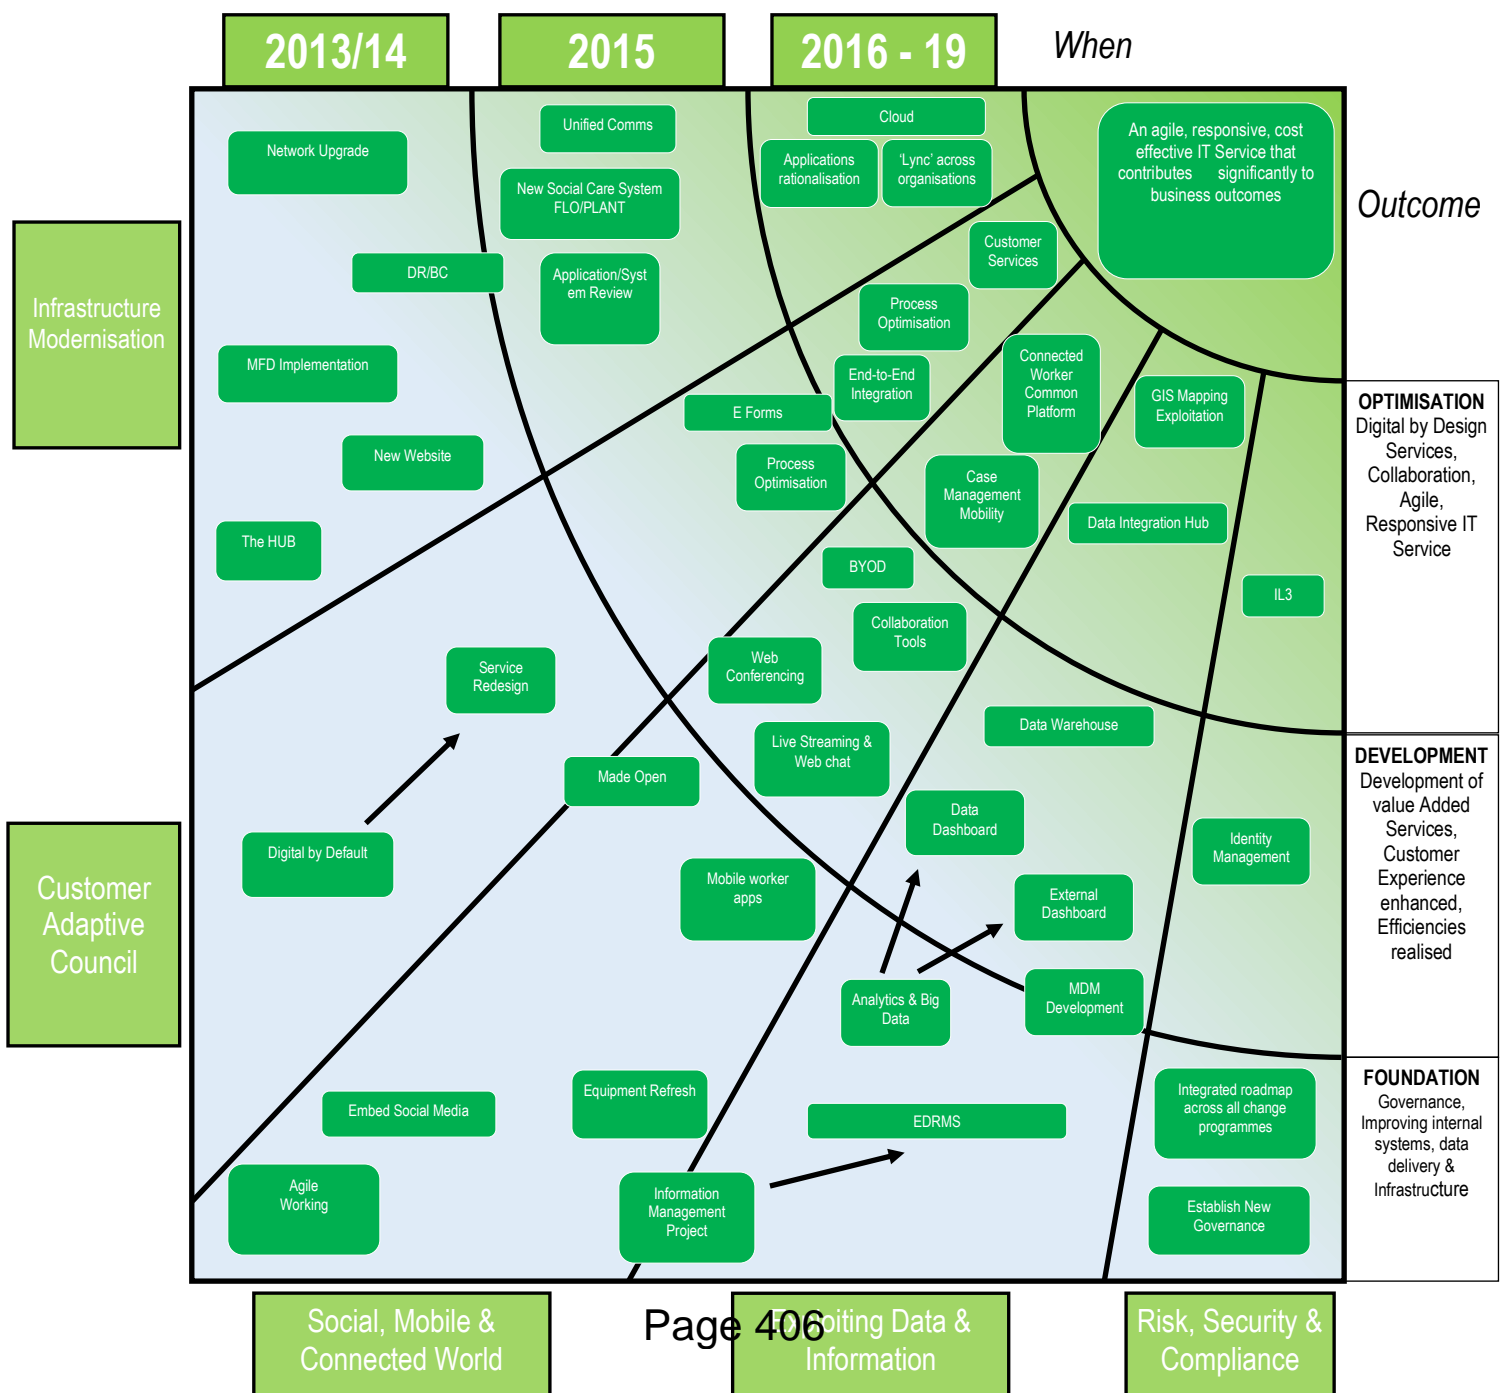 2013/14
2015
2016 - 19
When
Network Upgrade
Unified Comms
Cloud
An agile, responsive, cost
effective IT Service that
contributes significantly to
business outcomes
Applications
rationalisation
'Lync' across
organisations
New Social Care System
FLO/PLANT
Outcome
Customer
Services
DR/BC
Application/Syst
em Review
Infrastructure
Modernisation
Process
Optimisation
MFD Implementation
End-to-End
Integration
Connected
Worker
Common
Platform
GIS Mapping
Exploitation
E Forms
New Website
Process
Optimisation
Case
Management
Mobility
Data Integration Hub
The HUB
BYOD
IL3
OPTIMISATION
Digital by Design
Services,
Collaboration,
Agile,
Responsive IT
Service
Collaboration
Tools
Service
Redesign
Web
Conferencing
Data Warehouse
Live Streaming &
Web chat
Made Open
Data
Dashboard
Digital by Default
Identity
Management
DEVELOPMENT
Development of
value Added
Services,
Customer
Experience
enhanced,
Efficiencies
realised
Customer
Adaptive
Council
Mobile worker
apps
External
Dashboard
Analytics & Big
Data
MDM
Development
Equipment Refresh
Embed Social Media
EDRMS
Integrated roadmap
across all change
programmes
FOUNDATION
Governance,
Improving internal
systems, data
delivery &
Infrastructure
Agile
Working
Information
Management
Project
Establish New
Governance
Social, Mobile &
Connected World
Page 406
Exploiting Data &
Information
Risk, Security &
Compliance